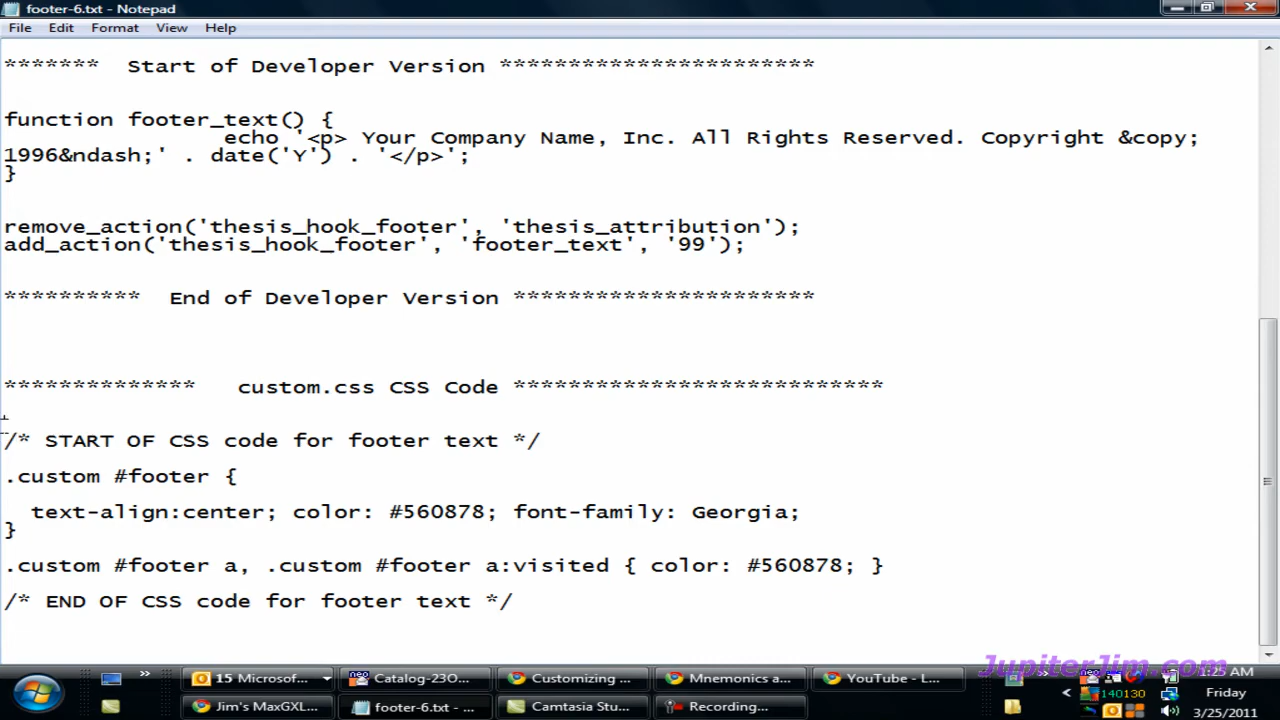 footer-6.txt - Notepad
File Edit Format View Help
******* Start of Developer Version ***********************
function footer_text() {
echo '<p> Your Company Name, Inc. All Rights Reserved. Copyright &copy;
1996&ndash;' . date('Y') . '</p>';
}
remove_action('thesis_hook_footer', 'thesis_attribution');
add_action('thesis_hook_footer', 'footer_text', '99');
********** End of Developer Version **********************
************** custom.css CSS Code ***************************
/* START OF CSS code for footer text */
.custom #footer {
text-align:center; color: #560878; font-family: Georgia;
}
.custom #footer a, .custom #footer a:visited { color: #560878; }
/* END OF CSS code for footer text */
JupiterJim.com
15 Microsof... Catalog-23O... Customizing ... Mnemonics a... YouTube - L... 1:25 AM
140130 Friday
Jim's MaxGXL... footer-6.txt - ... Camtasia Stu... Recording... 3/25/2011